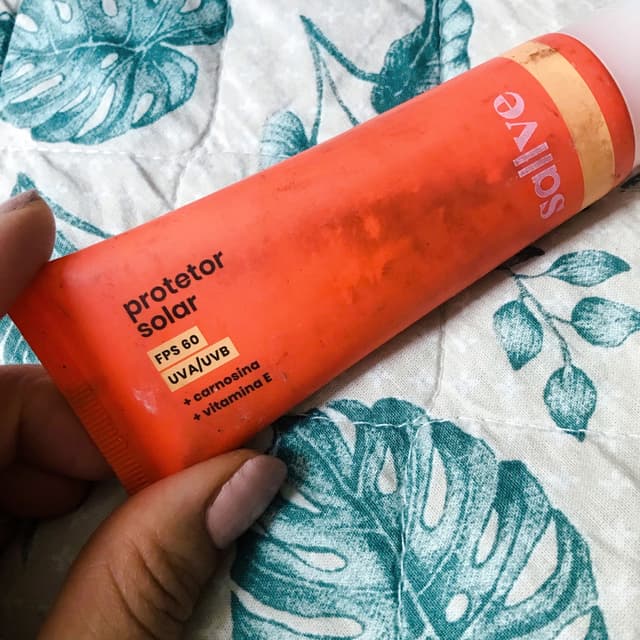 sallve
protetor
solar
FPS 60
UVA/UVB
+ carnosina
+ vitamina E